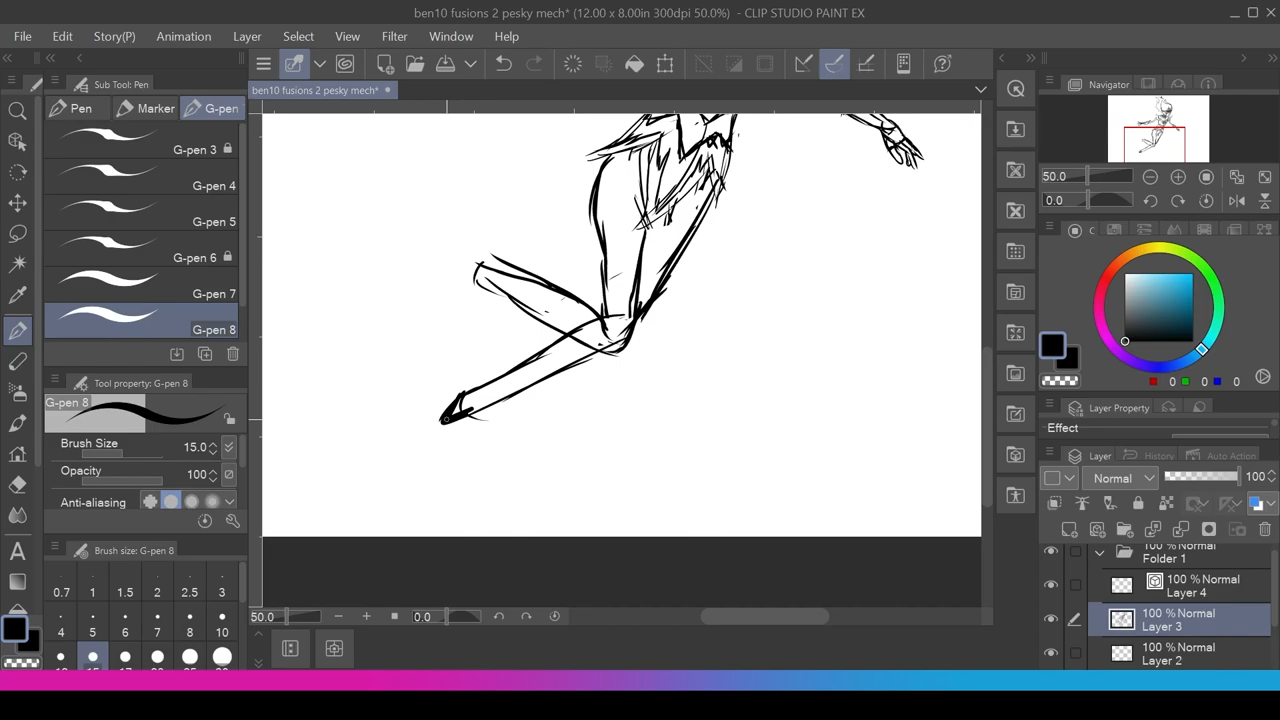 ben10 fusions 2 pesky mech* (12.00 x 8.00in 300dpi 50.0%)  - CLIP STUDIO PAINT EX
File Edit Story(P) Animation Layer Select View Filter Window Help
Sub Tool: Pen
Pen Marker G-pen
G-pen 3
G-pen 4
G-pen 5
G-pen 6
G-pen 7
G-pen 8
Tool property: G-pen 8
G-pen 8
Brush Size 15.0
Opacity 100
Anti-aliasing
Brush size: G-pen 8
0.7 1 1.5 2 2.5 3
4 5 6 7 8 10
ben10 fusions 2 pesky mech*
50.0 0.0
Navigator
50.0
0.0
0 0 0
Layer Property
Effect
Layer History Auto Action
Normal 100
100 % Normal
Folder 1
100 % Normal
Layer 4
100 % Normal
Layer 3
100 % Normal
Layer 2